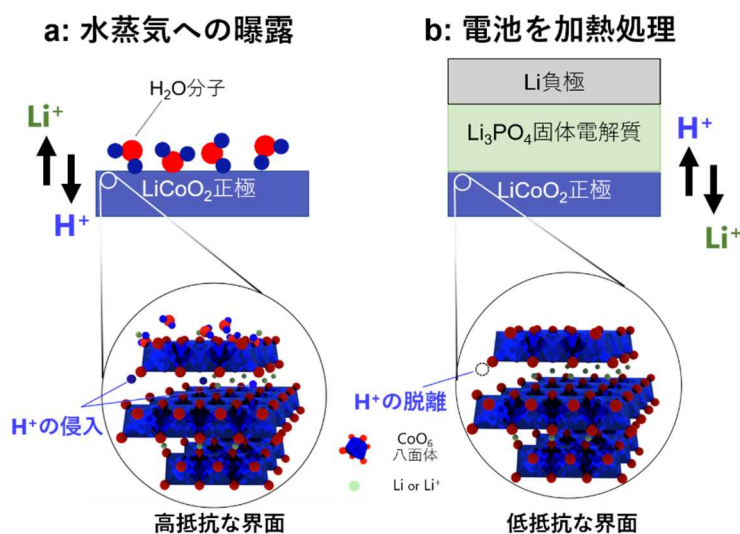 a: 水蒸気への曝露
H₂O分子
Li⁺
LiCoO₂正極
H⁺
H⁺の侵入
高抵抗な界面
CoO₆
八面体
Li or Li⁺
b: 電池を加熱処理
Li負極
Li₃PO₄固体電解質
H⁺
LiCoO₂正極
Li⁺
H⁺の脱離
低抵抗な界面